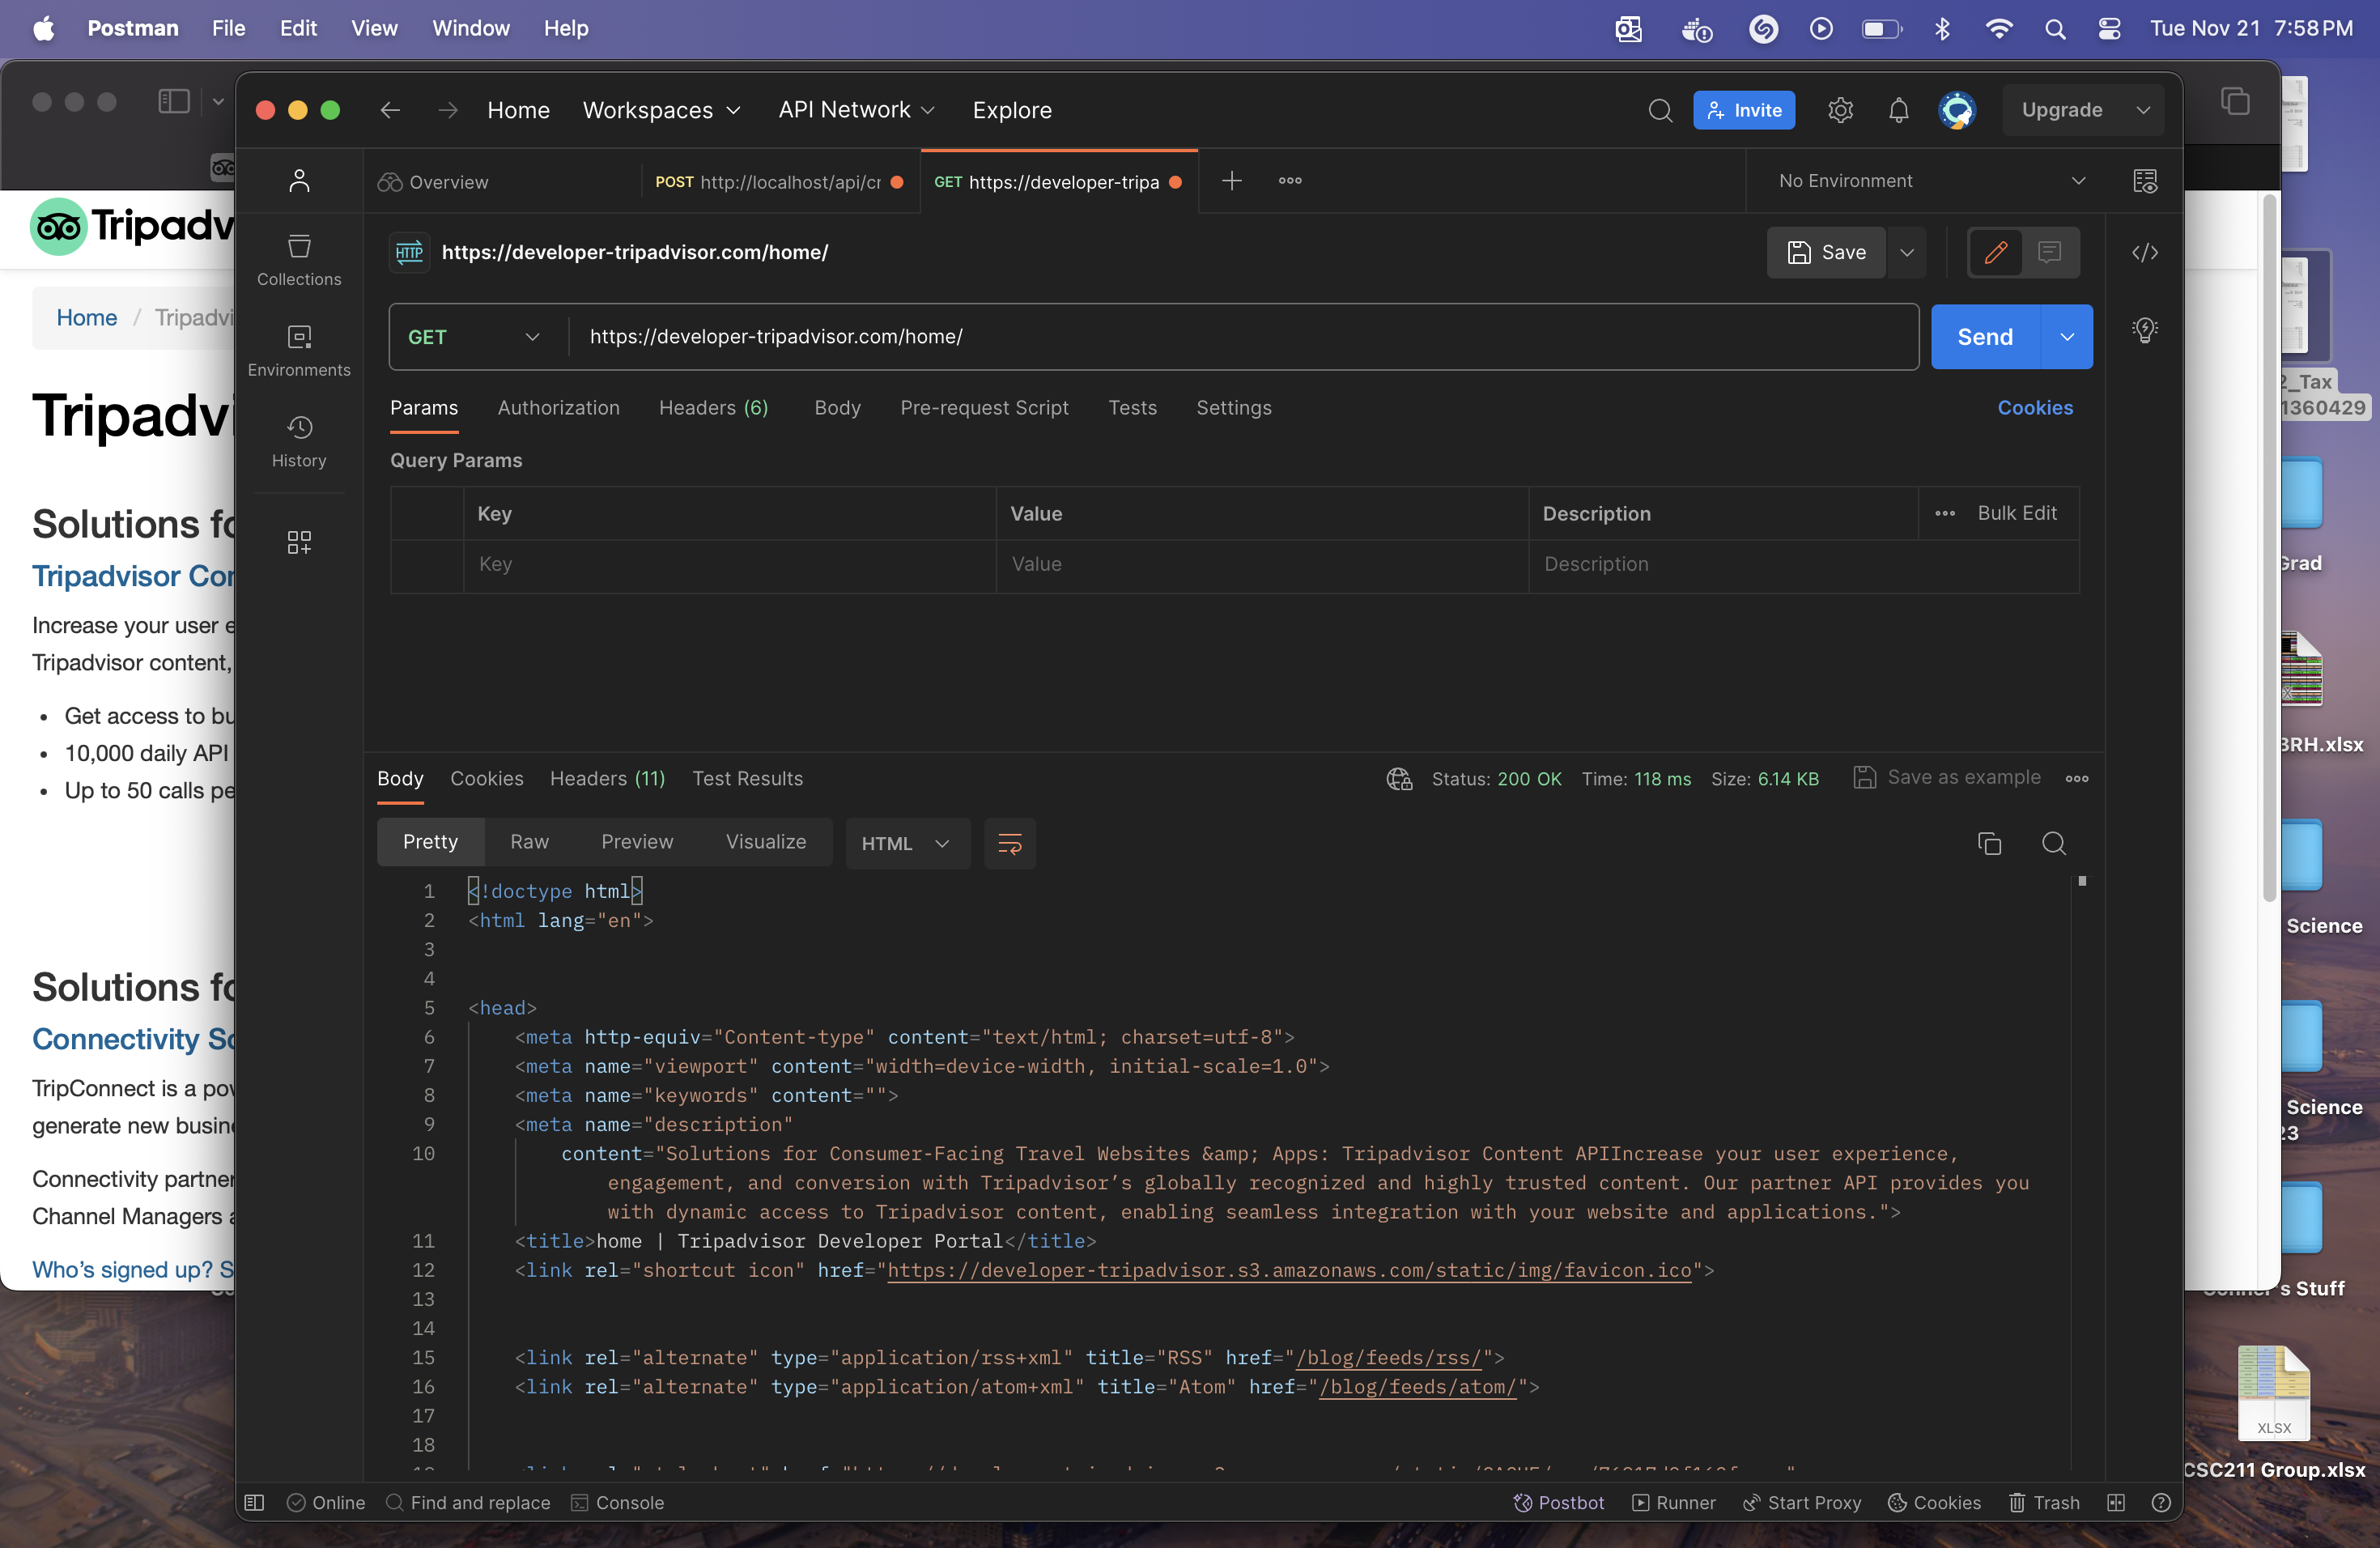 Postman File Edit View Window Help Tue Nov 21 7:58 PM
Home Workspaces API Network Explore Invite Upgrade
Overview POST http://localhost/api/cr GET https://developer-tripa No Environment
Tripadv
HTTP https://developer-tripadvisor.com/home/ Save
Collections
Home / Tripadvi
GET https://developer-tripadvisor.com/home/ Send
Environments
2_Tax
1360429
Params Authorization Headers (6) Body Pre-request Script Tests Settings Cookies
Tripadvi
History
Query Params
Key Value Description Bulk Edit
Key Value Description
Solutions fo
Tripadvisor Con
Grad
Increase your user e
Tripadvisor content,
Get access to bu
10,000 daily API
Up to 50 calls pe
BRH.xlsx
Body Cookies Headers (11) Test Results Status: 200 OK Time: 118 ms Size: 6.14 KB Save as example
Pretty Raw Preview Visualize HTML
1 <!doctype html>
2 <html lang="en">
3
4
5 <head>
6 <meta http-equiv="Content-type" content="text/html; charset=utf-8">
7 <meta name="viewport" content="width=device-width, initial-scale=1.0">
8 <meta name="keywords" content="">
9 <meta name="description"
10 content="Solutions for Consumer-Facing Travel Websites &amp; Apps: Tripadvisor Content APIIncrease your user experience,
engagement, and conversion with Tripadvisor’s globally recognized and highly trusted content. Our partner API provides you
with dynamic access to Tripadvisor content, enabling seamless integration with your website and applications.">
11 <title>home | Tripadvisor Developer Portal</title>
12 <link rel="shortcut icon" href="https://developer-tripadvisor.s3.amazonaws.com/static/img/favicon.ico">
13
14
15 <link rel="alternate" type="application/rss+xml" title="RSS" href="/blog/feeds/rss/">
16 <link rel="alternate" type="application/atom+xml" title="Atom" href="/blog/feeds/atom/">
17
18
Solutions fo
Connectivity So
TripConnect is a pow
generate new busine
Connectivity partner
Channel Managers a
Who’s signed up? S
Science
Science
23
's Stuff
XLSX
CSC211 Group.xlsx
Online Find and replace Console Postbot Runner Start Proxy Cookies Trash